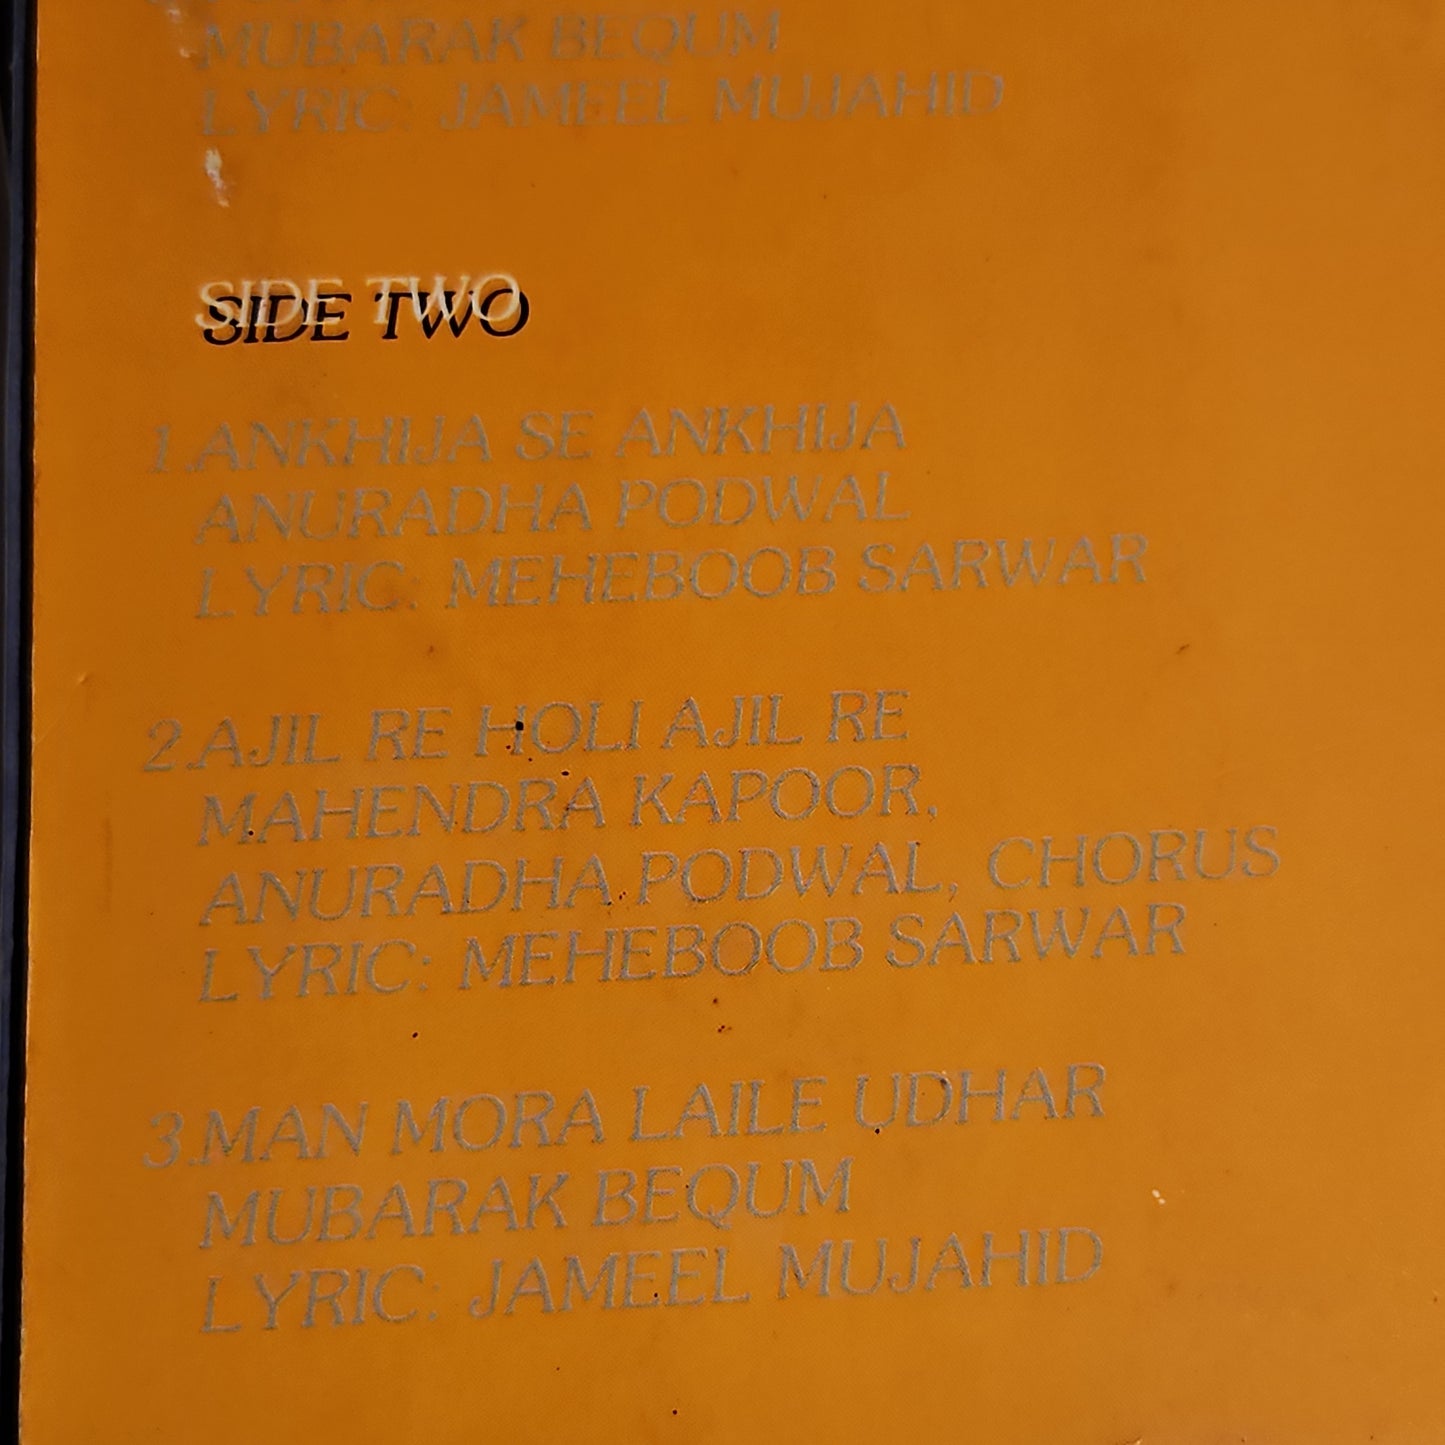 MUBARAK BEQUM
LYRIC: JAMEEL MUJAHID
SIDE TWO
1.ANKHIJA SE ANKHIJA
ANURADHA PODWAL
LYRIC: MEHEBOOB SARWAR
2.AJIL RE HOLI AJIL RE
MAHENDRA KAPOOR,
ANURADHA PODWAL, CHORUS
LYRIC: MEHEBOOB SARWAR
3.MAN MORA LAILE UDHAR
MUBARAK BEQUM
LYRIC: JAMEEL MUJAHID